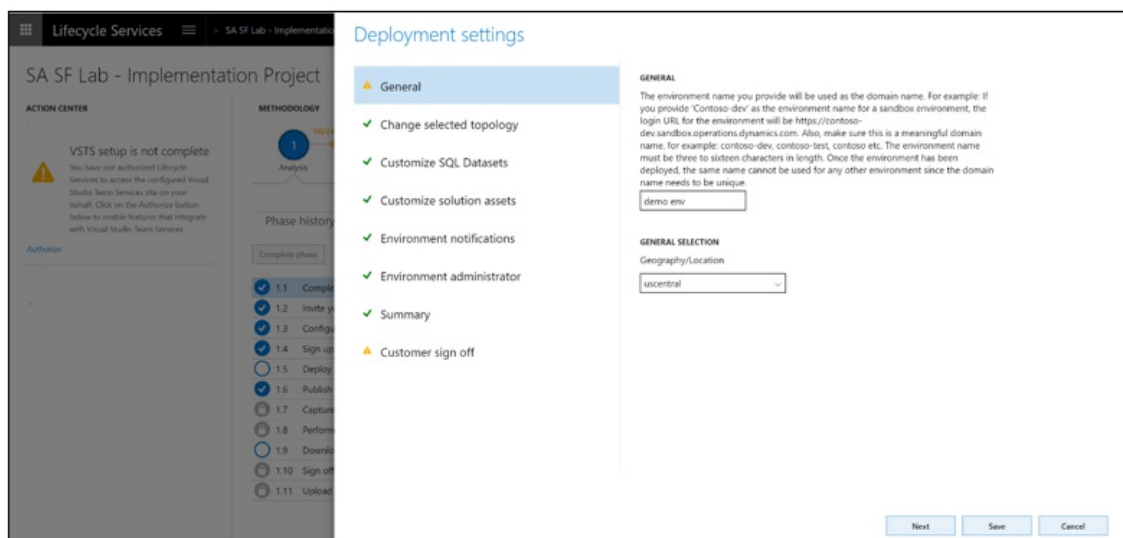 Lifecycle Services
SA SF Lab - Implementatio
SA SF Lab - Implementation Project
ACTION CENTER
VSTS setup is not complete
You have not authorized Lifecycle
Services to access the configured Visual
Studio Team Services site on your
behalf. Click on the Authorize button
below to enable features that integrate
with Visual Studio Team Services
Authorize
METHODOLOGY
10/24
1
Analysis
Phase history
Complete phase
1.1 Comple
1.2 Invite y
1.3 Configu
1.4 Sign up
1.5 Deploy
1.6 Publish
1.7 Capture
1.8 Perform
1.9 Downlo
1.10 Sign off
1.11 Upload
Deployment settings
General
Change selected topology
Customize SQL Datasets
Customize solution assets
Environment notifications
Environment administrator
Summary
Customer sign off
GENERAL
The environment name you provide will be used as the domain name. For example: If
you provide 'Contoso-dev' as the environment name for a sandbox environment, the
login URL for the environment will be https://contoso-
dev.sandbox.operations.dynamics.com. Also, make sure this is a meaningful domain
name, for example: contoso-dev, contoso-test, contoso etc. The environment name
must be three to sixteen characters in length. Once the environment has been
deployed, the same name cannot be used for any other environment since the domain
name needs to be unique.
demo env
GENERAL SELECTION
Geography/Location
uscentral
Next
Save
Cancel